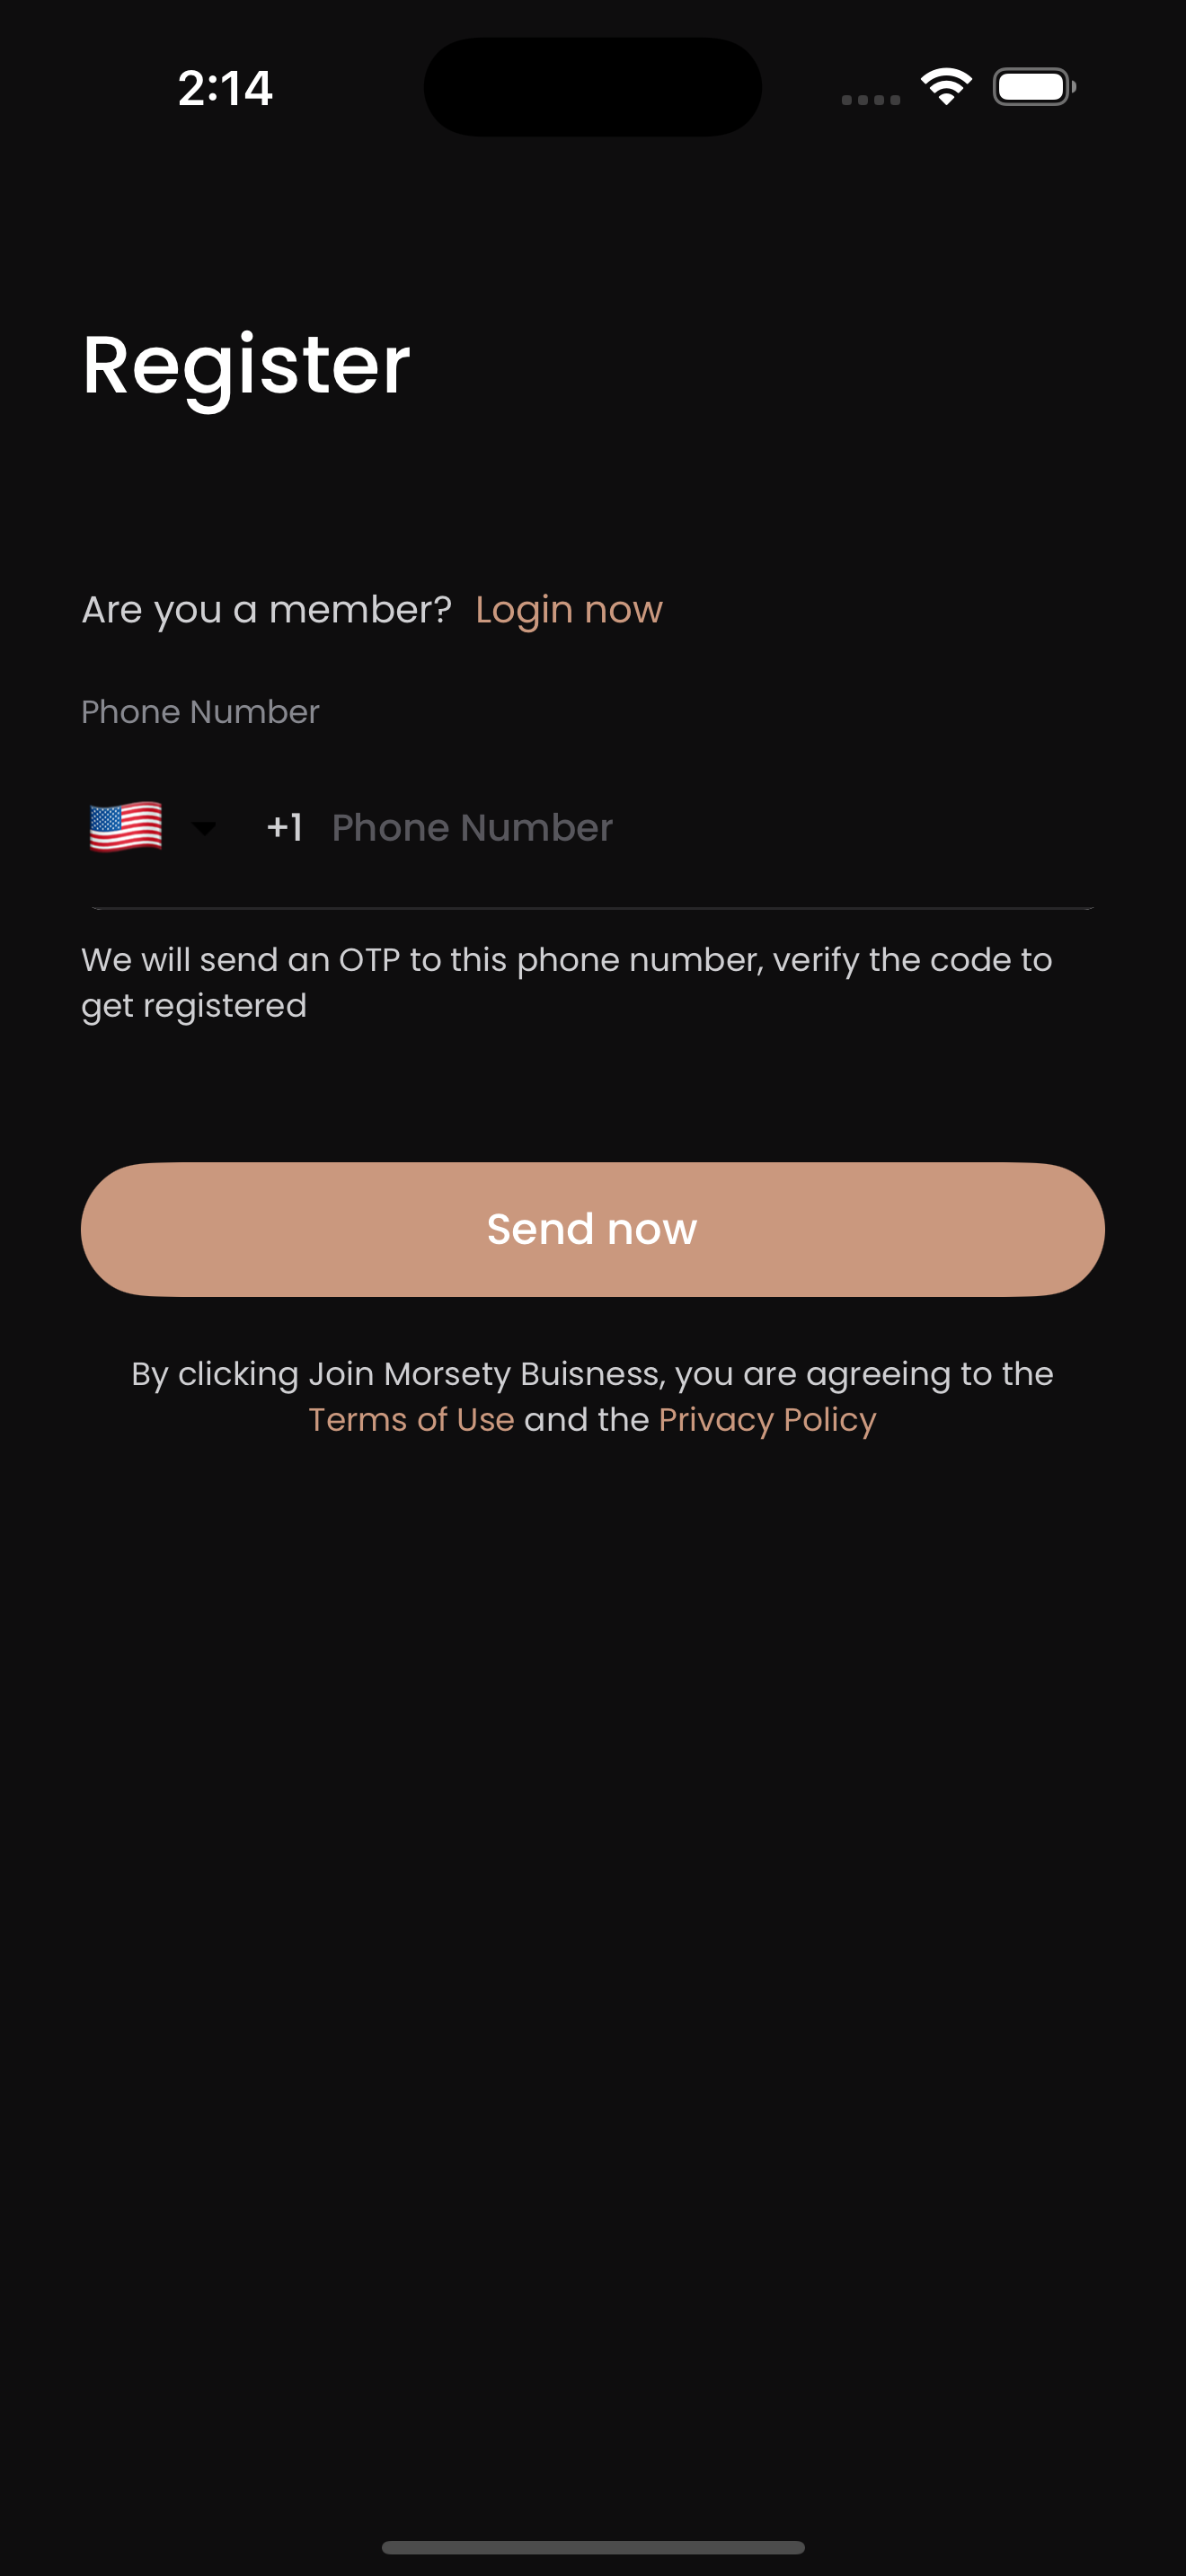 2:14
Register
Are you a member? Login now
Phone Number
+1 Phone Number
We will send an OTP to this phone number, verify the code to
get registered
Send now
By clicking Join Morsety Buisness, you are agreeing to the
Terms of Use and the Privacy Policy